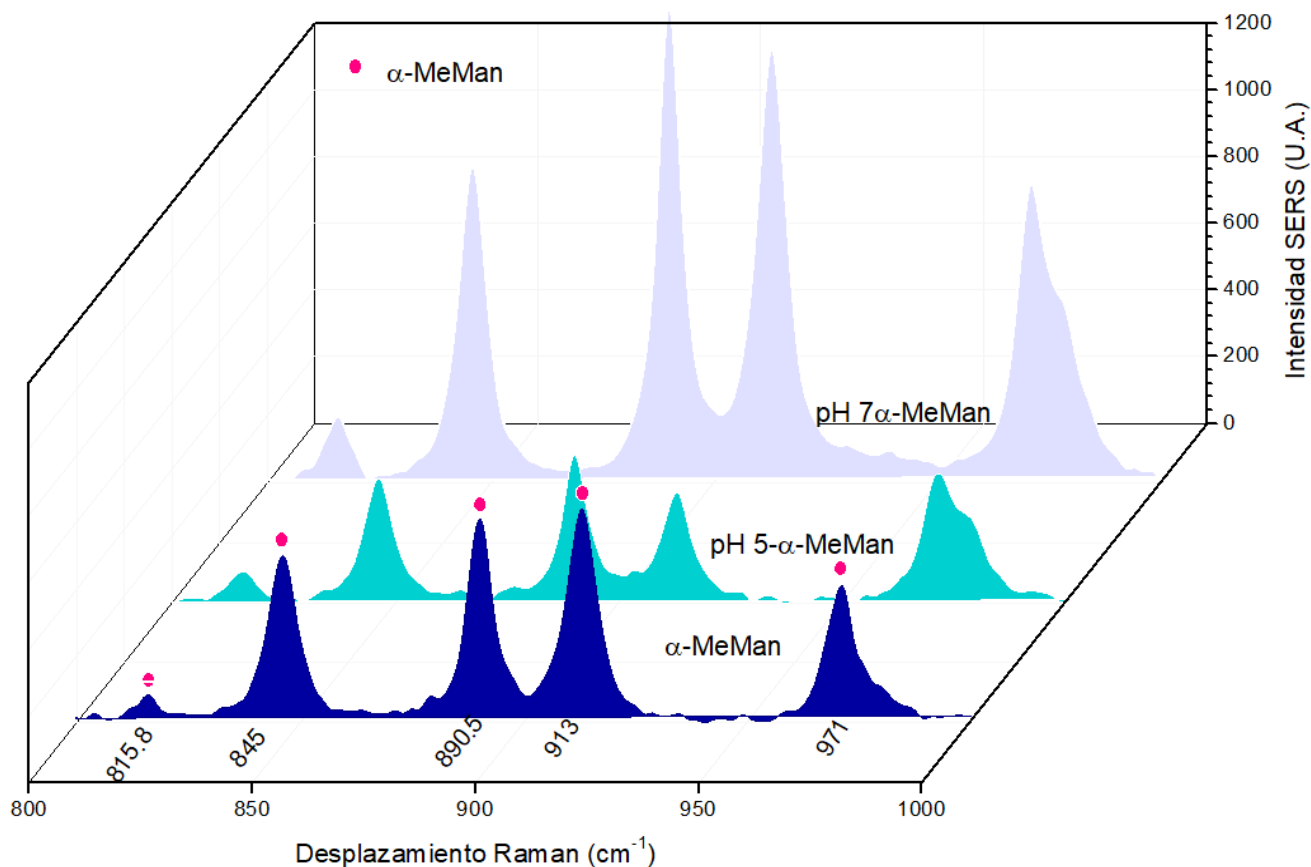 α-MeMan
1200
1000
800
600
400
200
0
Intensidad SERS (U.A.)
pH 7α-MeMan
pH 5-α-MeMan
α-MeMan
815.8
845
890.5
913
971
800
850
900
950
1000
Desplazamiento Raman (cm⁻¹)